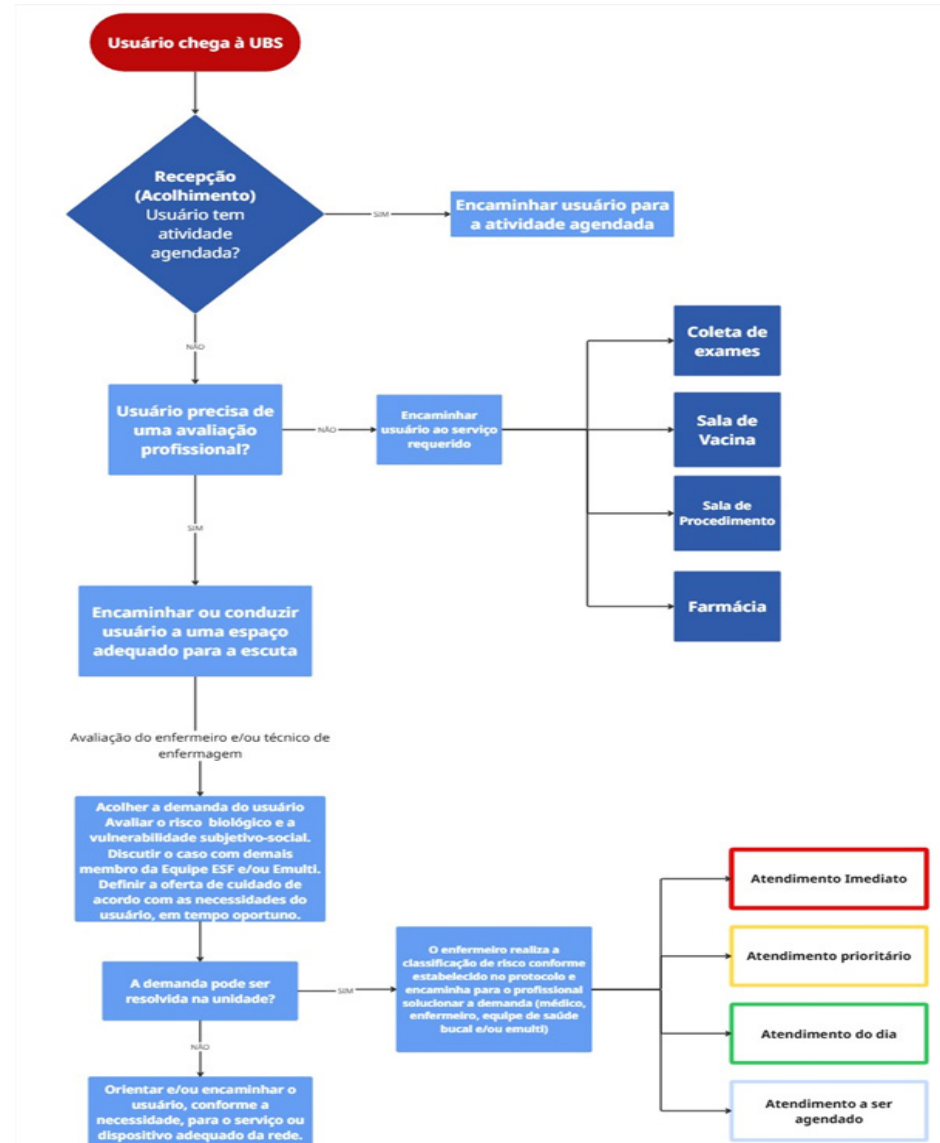 Usuário chega à UBS
Recepção
(Acolhimento)
Usuário tem
atividade
agendada?
SIM
Encaminhar usuário para
a atividade agendada
NÃO
Usuário precisa de
uma avaliação
profissional?
NÃO
Encaminhar
usuário ao serviço
requerido
Coleta de
exames
Sala de
Vacina
Sala de
Procedimento
Farmácia
SIM
Encaminhar ou conduzir
usuário a uma espaço
adequado para a escuta
Avaliação do enfermeiro e/ou técnico de
enfermagem
Acolher a demanda do usuário
Avaliar o risco biológico e a
vulnerabilidade subjetivo-social.
Discutir o caso com demais
membro da Equipe ESF e/ou Emulti.
Definir a oferta de cuidado de
acordo com as necessidades do
usuário, em tempo oportuno.
A demanda pode ser
resolvida na unidade?
SIM
O enfermeiro realiza a
classificação de risco conforme
estabelecido no protocolo e
encaminha para o profissional
solucionar a demanda (médico,
enfermeiro, equipe de saúde
bucal e/ou emulti)
Atendimento Imediato
Atendimento prioritário
Atendimento do dia
Atendimento a ser
agendado
NÃO
Orientar e/ou encaminhar o
usuário, conforme a
necessidade, para o serviço ou
dispositivo adequado da rede.